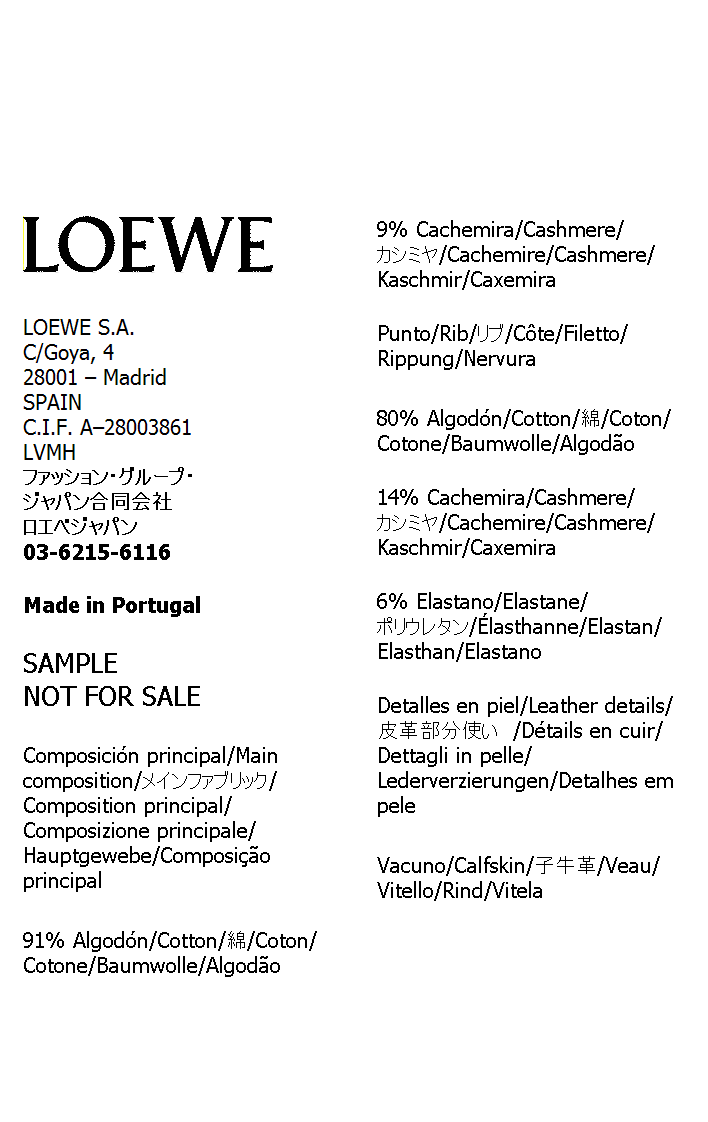 LOEWE
LOEWE S.A.
C/Goya, 4
28001 – Madrid
SPAIN
C.I.F. A–28003861
LVMH
ファッション・グループ・
ジャパン合同会社
ロエベジャパン
03-6215-6116
Made in Portugal
SAMPLE
NOT FOR SALE
Composición principal/Main
composition/メインファブリック/
Composition principal/
Composizione principale/
Hauptgewebe/Composição
principal
91% Algodón/Cotton/綿/Coton/
Cotone/Baumwolle/Algodão
9% Cachemira/Cashmere/
カシミヤ/Cachemire/Cashmere/
Kaschmir/Caxemira
Punto/Rib/リブ/Côte/Filetto/
Rippung/Nervura
80% Algodón/Cotton/綿/Coton/
Cotone/Baumwolle/Algodão
14% Cachemira/Cashmere/
カシミヤ/Cachemire/Cashmere/
Kaschmir/Caxemira
6% Elastano/Elastane/
ポリウレタン/Élasthanne/Elastan/
Elasthan/Elastano
Detalles en piel/Leather details/
皮革部分使い /Détails en cuir/
Dettagli in pelle/
Lederverzierungen/Detalhes em
pele
Vacuno/Calfskin/子牛革/Veau/
Vitello/Rind/Vitela